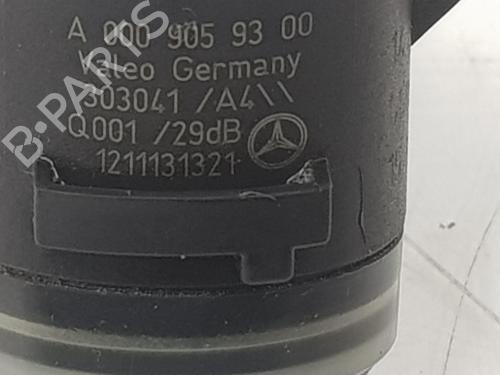 A 000 905 93 00
Valeo Germany
303041 /A4\\
Q001 /29dB
1211131321
B-Parts